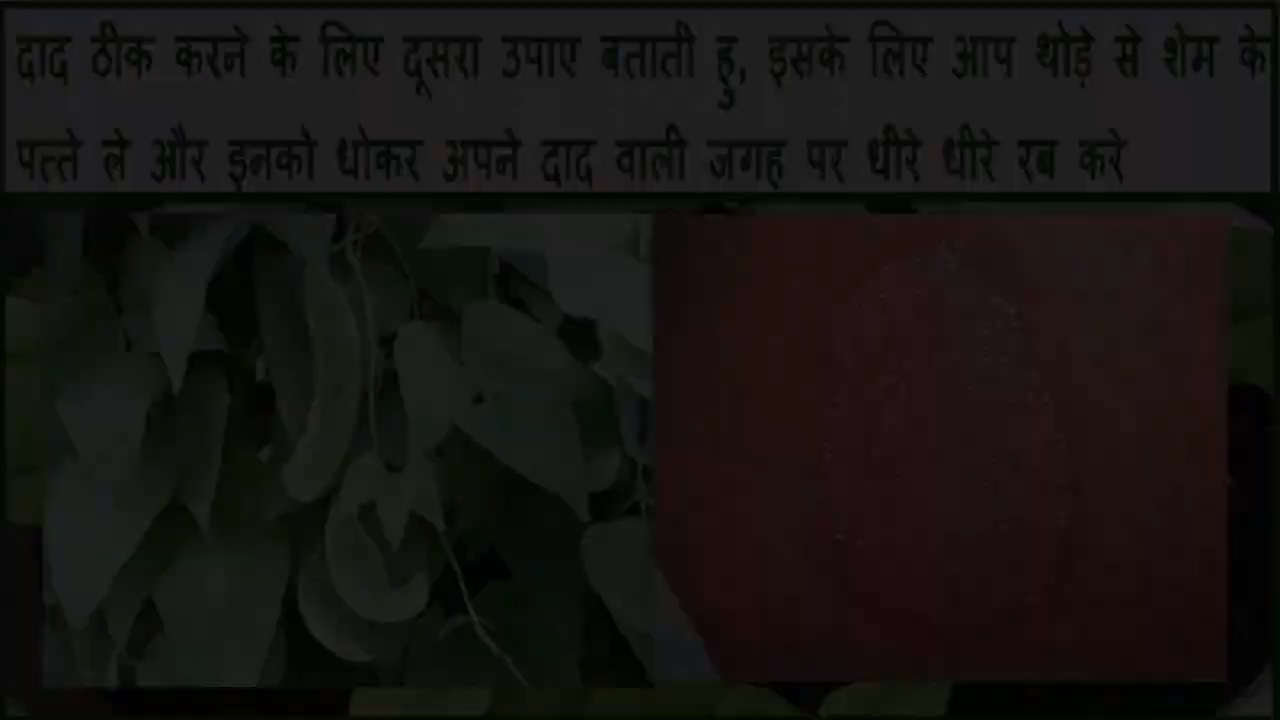 दाद ठीक करने के लिए दूसरा उपाए बताती हु, इसके लिए आप थोड़े से शेम के
पत्ते ले और इनको धोकर अपने दाद वाली जगह पर धीरे धीरे रब करे